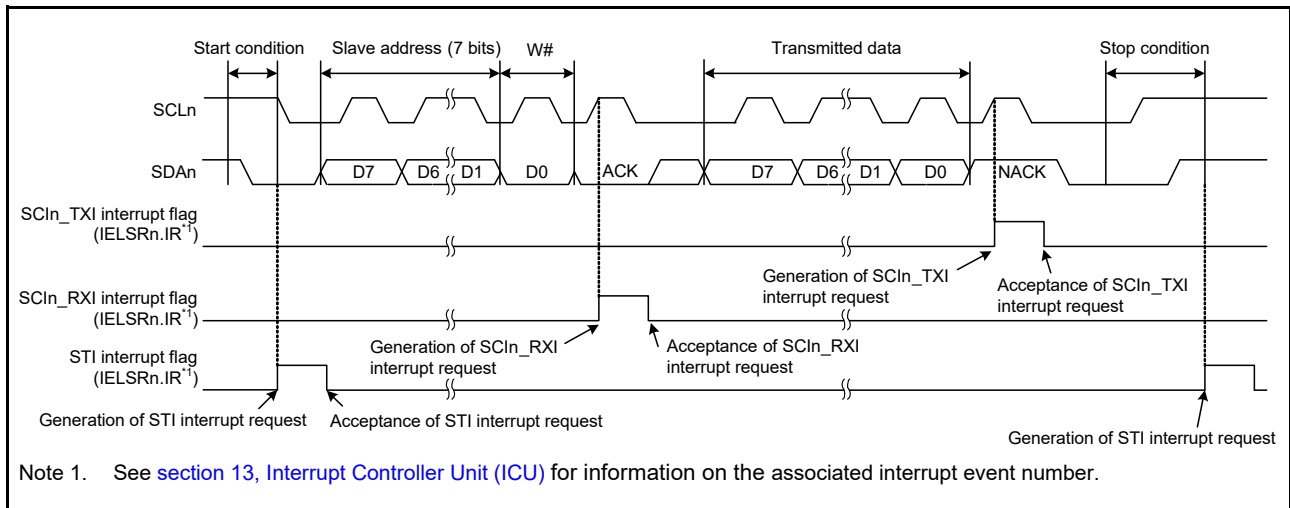 Start condition
Slave address (7 bits)
W#
Transmitted data
Stop condition
SCLn
SDAn
D7
D6
D1
D0
ACK
D7
D6
D1
D0
NACK
SCIn_TXI interrupt flag
(IELSRn.IR*1)
Generation of SCIn_TXI
interrupt request
Acceptance of SCIn_TXI
interrupt request
SCIn_RXI interrupt flag
(IELSRn.IR*1)
Generation of SCIn_RXI
interrupt request
Acceptance of SCIn_RXI
interrupt request
STI interrupt flag
(IELSRn.IR*1)
Generation of STI interrupt request
Acceptance of STI interrupt request
Generation of STI interrupt request
Note 1. See section 13, Interrupt Controller Unit (ICU) for information on the associated interrupt event number.